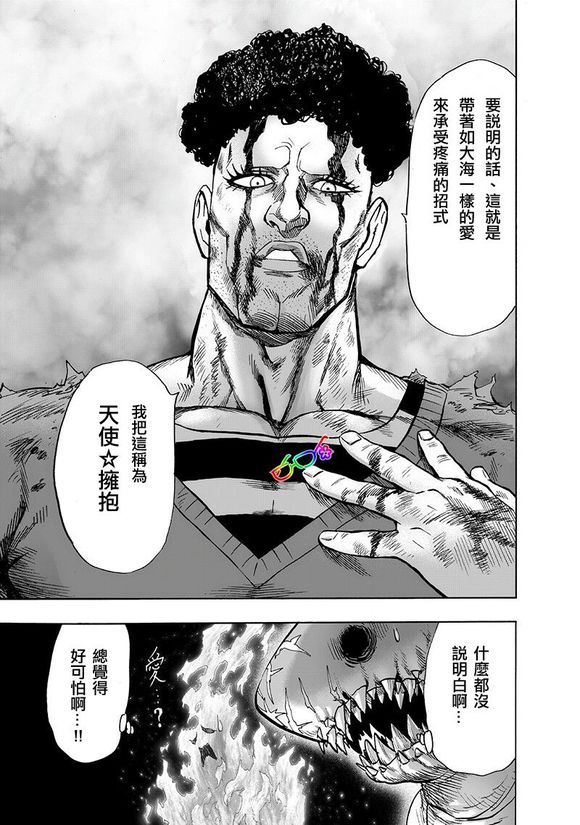 要説明的話、這就是
帶著如大海一樣的愛
來承受疼痛的招式
我把這稱為
天使☆擁抱
什麼都沒
説明白啊…
愛…?
總覺得
好可怕啊…!!